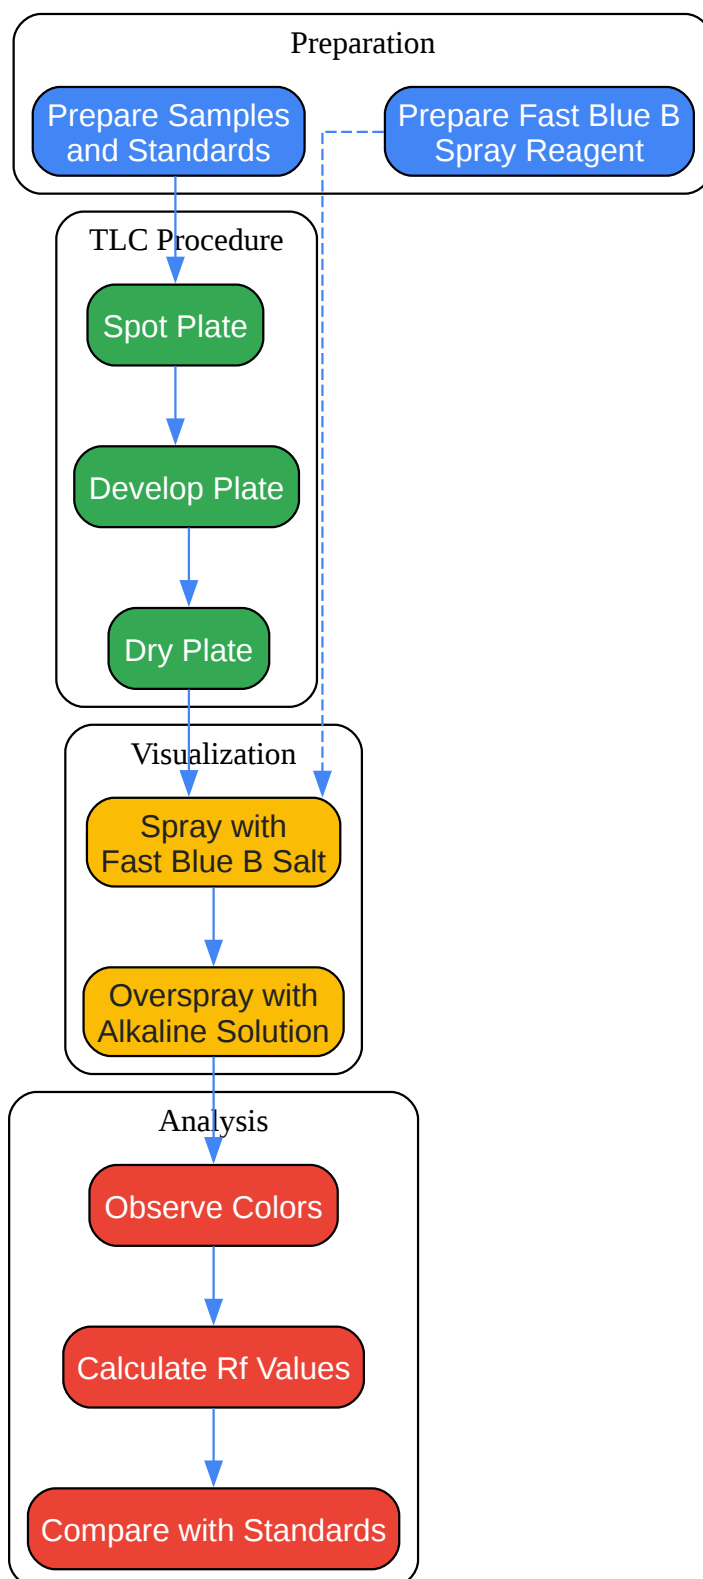 Preparation
Prepare Samples
and Standards
Prepare Fast Blue B
Spray Reagent
TLC Procedure
Spot Plate
Develop Plate
Dry Plate
Visualization
Spray with
Fast Blue B Salt
Overspray with
Alkaline Solution
Analysis
Observe Colors
Calculate Rf Values
Compare with Standards